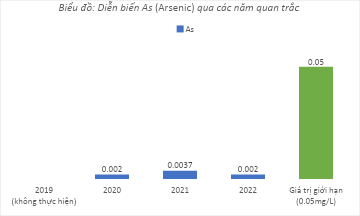 Biểu đồ: Diễn biến As (Arsenic) qua các năm quan trắc
As
0.05
0.002
0.0037
0.002
2019
(không thực hiện)
2020
2021
2022
Giá trị giới hạn
(0.05mg/L)